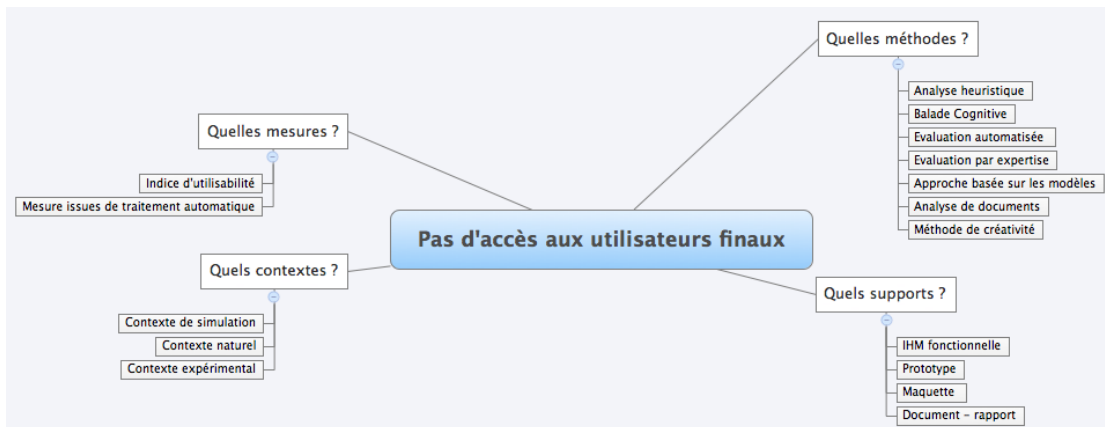 Quelles méthodes ?
Analyse heuristique
Balade Cognitive
Evaluation automatisée
Evaluation par expertise
Approche basée sur les modèles
Analyse de documents
Méthode de créativité
Quelles mesures ?
Indice d'utilisabilité
Mesure issues de traitement automatique
Pas d'accès aux utilisateurs finaux
Quels contextes ?
Contexte de simulation
Contexte naturel
Contexte expérimental
Quels supports ?
IHM fonctionnelle
Prototype
Maquette
Document - rapport